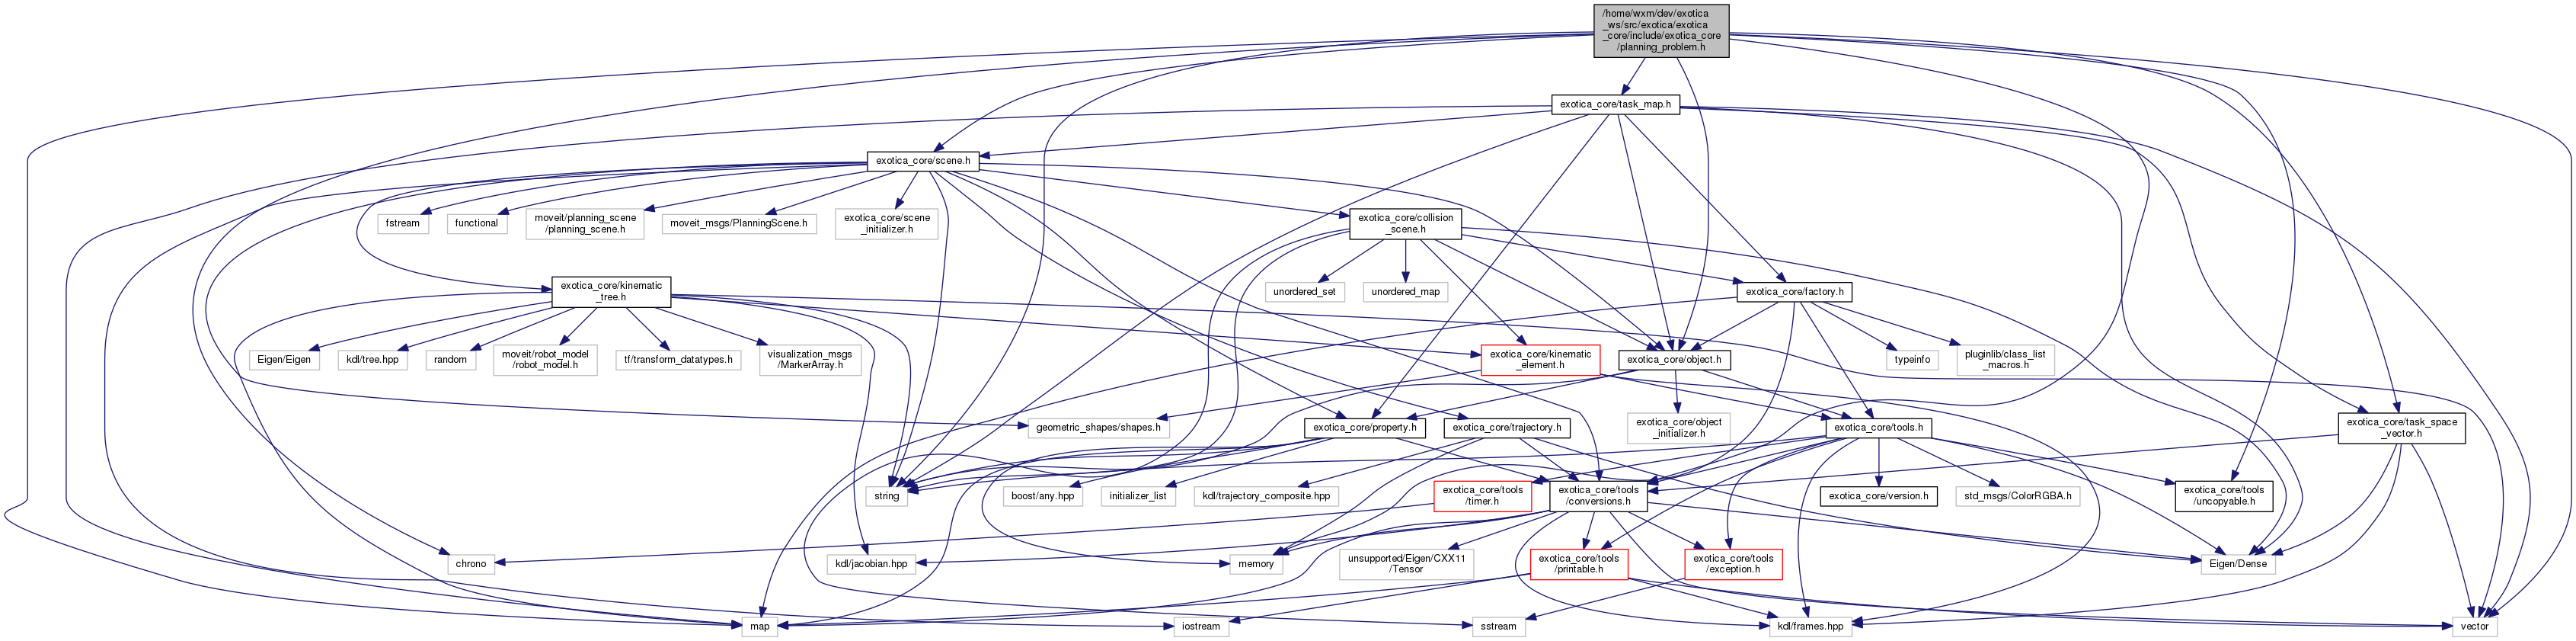 /home/wxm/dev/exotica
_ws/src/exotica/exotica
_core/include/exotica_core
/planning_problem.h
exotica_core/task_map.h
exotica_core/scene.h
fstream
functional
moveit/planning_scene
/planning_scene.h
moveit_msgs/PlanningScene.h
exotica_core/scene
_initializer.h
exotica_core/collision
_scene.h
exotica_core/kinematic
_tree.h
unordered_set
unordered_map
exotica_core/factory.h
Eigen/Eigen
kdl/tree.hpp
random
moveit/robot_model
/robot_model.h
tf/transform_datatypes.h
visualization_msgs
/MarkerArray.h
exotica_core/kinematic
_element.h
exotica_core/object.h
typeinfo
pluginlib/class_list
_macros.h
geometric_shapes/shapes.h
exotica_core/property.h
exotica_core/trajectory.h
exotica_core/object
_initializer.h
exotica_core/tools.h
exotica_core/task_space
_vector.h
string
boost/any.hpp
initializer_list
kdl/trajectory_composite.hpp
exotica_core/tools
/timer.h
exotica_core/tools
/conversions.h
exotica_core/version.h
std_msgs/ColorRGBA.h
exotica_core/tools
/uncopyable.h
chrono
kdl/jacobian.hpp
memory
unsupported/Eigen/CXX11
/Tensor
exotica_core/tools
/printable.h
exotica_core/tools
/exception.h
Eigen/Dense
map
iostream
sstream
kdl/frames.hpp
vector